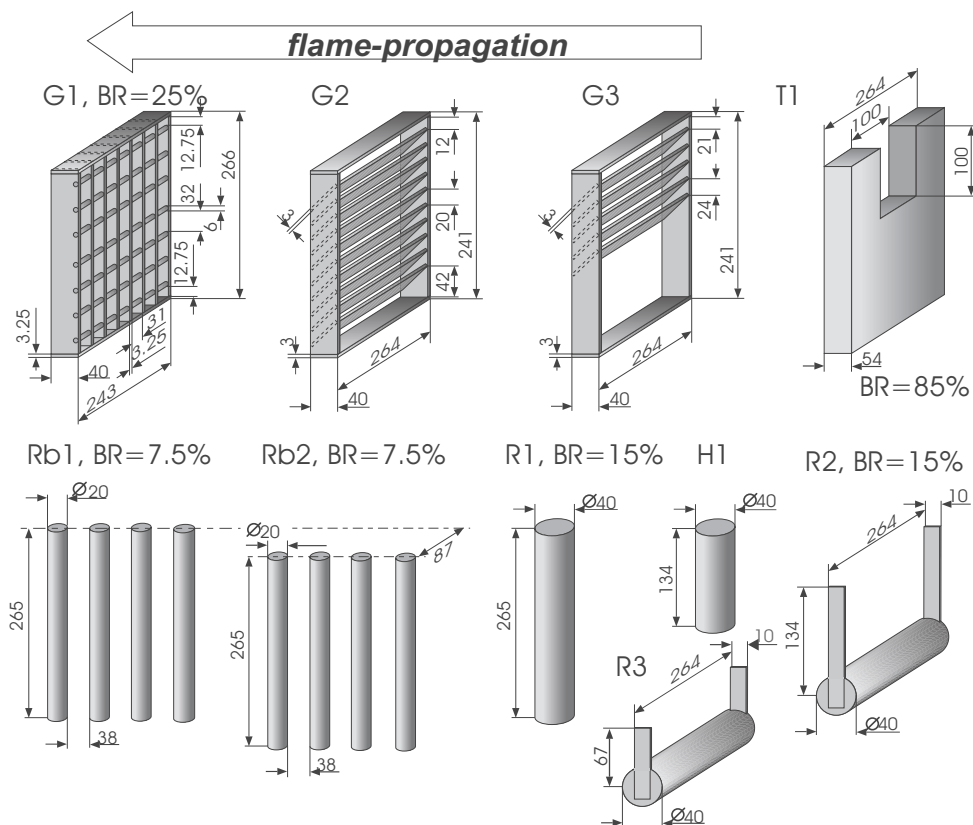 flame-propagation
G1, BR=25%
G2
G3
T1
12.75
32
6
12.75
266
3.25
40
243
3.25
31
3
12
20
42
241
3
40
264
3
21
24
241
3
40
264
264
100
100
54
BR=85%
Rb1, BR=7.5%
Rb2, BR=7.5%
R1, BR=15%
H1
R2, BR=15%
Ø20
265
38
Ø20
87
265
38
Ø40
265
Ø40
134
R3
264
10
67
Ø40
264
10
134
Ø40